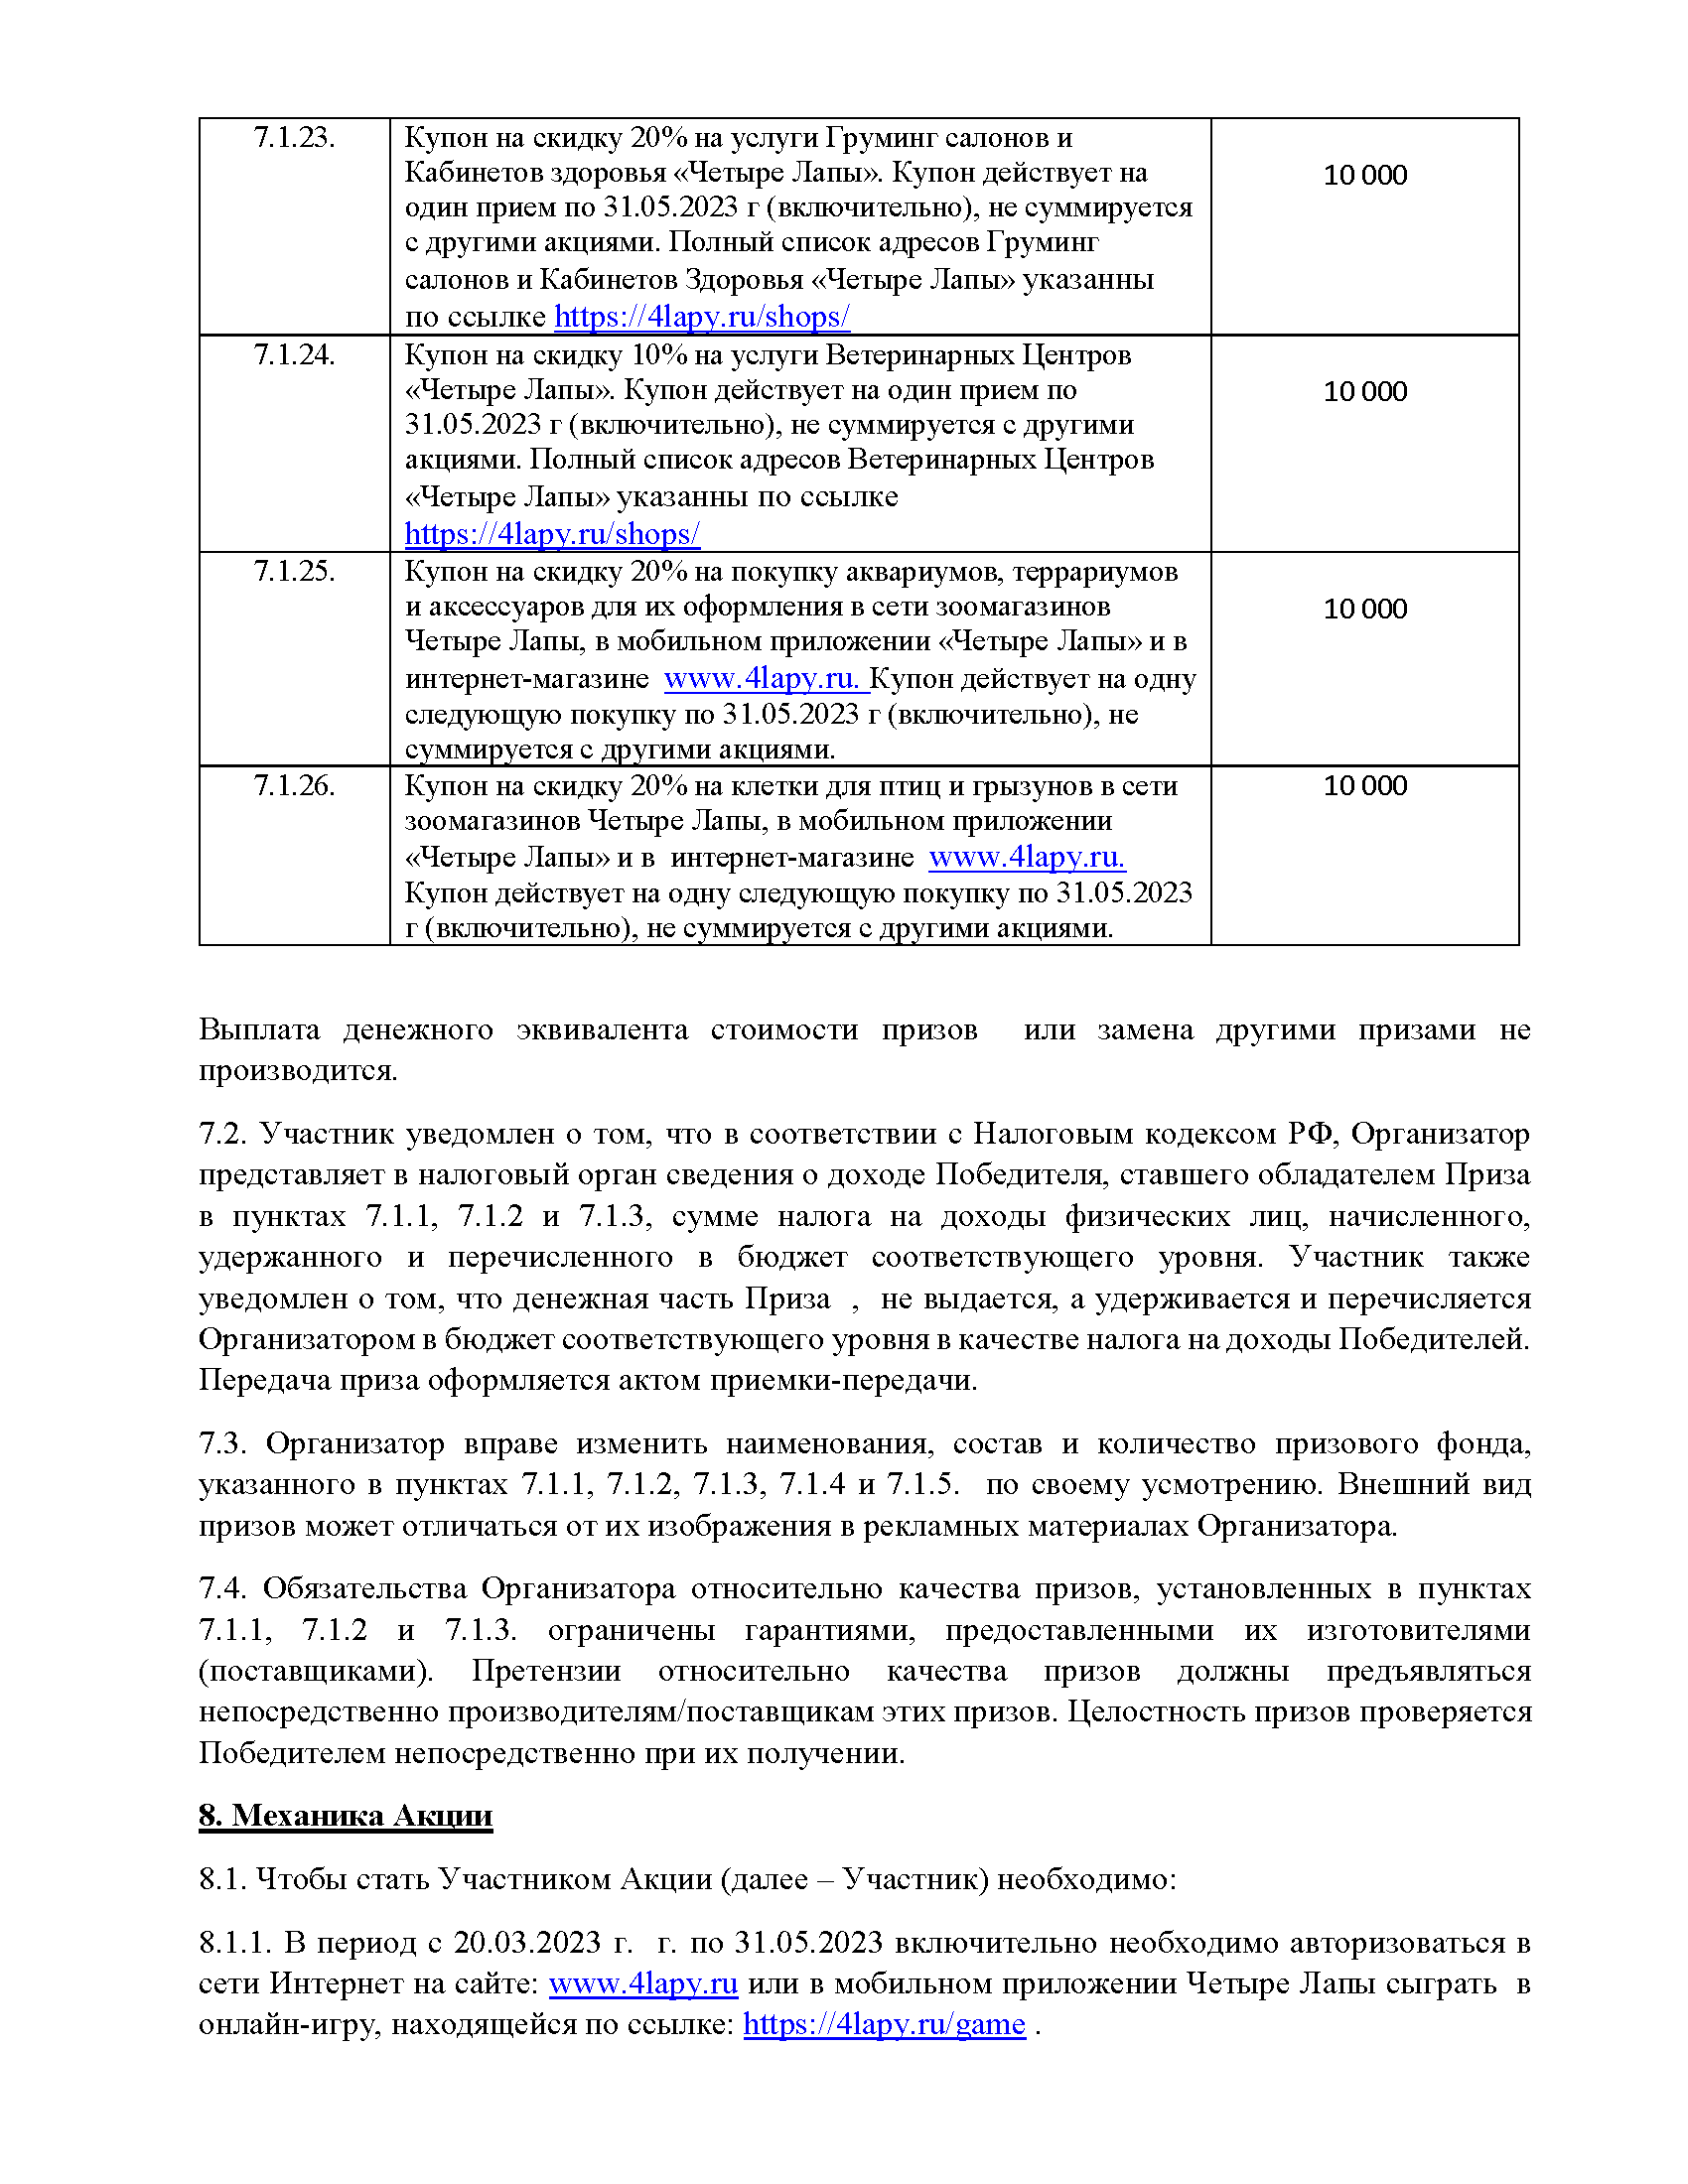 7.1.23.
Купон на скидку 20% на услуги Груминг салонов и
Кабинетов здоровья «Четыре Лапы». Купон действует на
один прием по 31.05.2023 г (включительно), не суммируется
с другими акциями. Полный список адресов Груминг
салонов и Кабинетов Здоровья «Четыре Лапы» указанны
по ссылке https://4lapy.ru/shops/
10 000
7.1.24.
Купон на скидку 10% на услуги Ветеринарных Центров
«Четыре Лапы». Купон действует на один прием по
31.05.2023 г (включительно), не суммируется с другими
акциями. Полный список адресов Ветеринарных Центров
«Четыре Лапы» указанны по ссылке
https://4lapy.ru/shops/
10 000
7.1.25.
Купон на скидку 20% на покупку аквариумов, террариумов
и аксессуаров для их оформления в сети зоомагазинов
Четыре Лапы, в мобильном приложении «Четыре Лапы» и в
интернет-магазине www.4lapy.ru. Купон действует на одну
следующую покупку по 31.05.2023 г (включительно), не
суммируется с другими акциями.
10 000
7.1.26.
Купон на скидку 20% на клетки для птиц и грызунов в сети
зоомагазинов Четыре Лапы, в мобильном приложении
«Четыре Лапы» и в интернет-магазине www.4lapy.ru.
Купон действует на одну следующую покупку по 31.05.2023
г (включительно), не суммируется с другими акциями.
10 000
Выплата денежного эквивалента стоимости призов или замена другими призами не
производится.
7.2. Участник уведомлен о том, что в соответствии с Налоговым кодексом РФ, Организатор
представляет в налоговый орган сведения о доходе Победителя, ставшего обладателем Приза
в пунктах 7.1.1, 7.1.2 и 7.1.3, сумме налога на доходы физических лиц, начисленного,
удержанного и перечисленного в бюджет соответствующего уровня. Участник также
уведомлен о том, что денежная часть Приза , не выдается, а удерживается и перечисляется
Организатором в бюджет соответствующего уровня в качестве налога на доходы Победителей.
Передача приза оформляется актом приемки-передачи.
7.3. Организатор вправе изменить наименования, состав и количество призового фонда,
указанного в пунктах 7.1.1, 7.1.2, 7.1.3, 7.1.4 и 7.1.5. по своему усмотрению. Внешний вид
призов может отличаться от их изображения в рекламных материалах Организатора.
7.4. Обязательства Организатора относительно качества призов, установленных в пунктах
7.1.1, 7.1.2 и 7.1.3. ограничены гарантиями, предоставленными их изготовителями
(поставщиками). Претензии относительно качества призов должны предъявляться
непосредственно производителям/поставщикам этих призов. Целостность призов проверяется
Победителем непосредственно при их получении.
8. Механика Акции
8.1. Чтобы стать Участником Акции (далее – Участник) необходимо:
8.1.1. В период с 20.03.2023 г. г. по 31.05.2023 включительно необходимо авторизоваться в
сети Интернет на сайте: www.4lapy.ru или в мобильном приложении Четыре Лапы сыграть в
онлайн-игру, находящейся по ссылке: https://4lapy.ru/game .